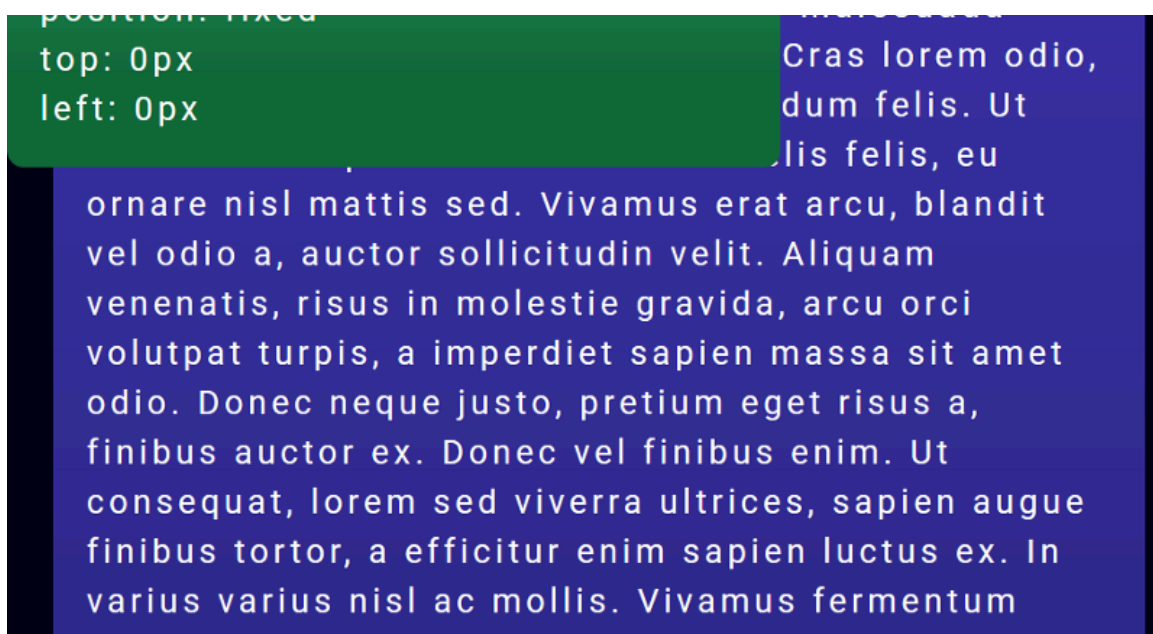 position: fixed
top: 0px
left: 0px
malesuada
Cras lorem odio,
dum felis. Ut
lis felis, eu
ornare nisl mattis sed. Vivamus erat arcu, blandit
vel odio a, auctor sollicitudin velit. Aliquam
venenatis, risus in molestie gravida, arcu orci
volutpat turpis, a imperdiet sapien massa sit amet
odio. Donec neque justo, pretium eget risus a,
finibus auctor ex. Donec vel finibus enim. Ut
consequat, lorem sed viverra ultrices, sapien augue
finibus tortor, a efficitur enim sapien luctus ex. In
varius varius nisl ac mollis. Vivamus fermentum